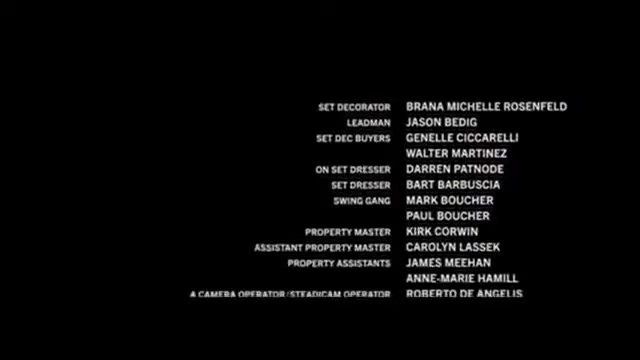 SET DECORATOR BRANA MICHELLE ROSENFELD
LEADMAN JASON BEDIG
SET DEC BUYERS GENELLE CICCARELLI
WALTER MARTINEZ
ON SET DRESSER DARREN PATNODE
SET DRESSER BART BARBUSCIA
SWING GANG MARK BOUCHER
PAUL BOUCHER
PROPERTY MASTER KIRK CORWIN
ASSISTANT PROPERTY MASTER CAROLYN LASSEK
PROPERTY ASSISTANTS JAMES MEEHAN
ANNE-MARIE HAMILL
A CAMERA OPERATOR/STEADICAM OPERATOR ROBERTO DE ANGELIS